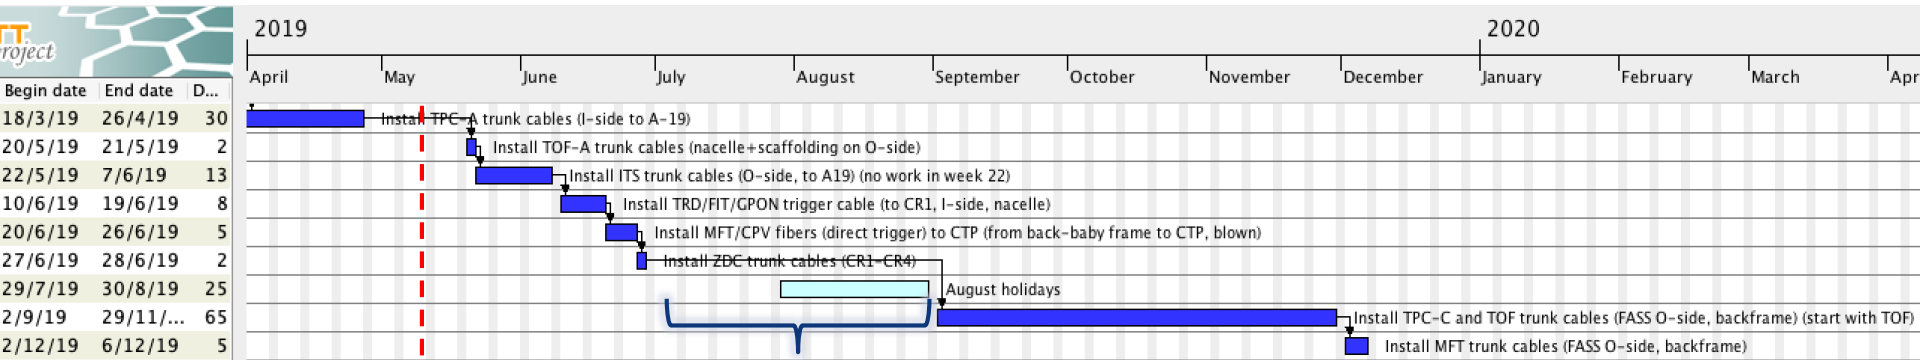 2019 2020
TT
roject
April May June July August September October November December January February March Apr
Begin date End date D...
18/3/19 26/4/19 30 Install TPC-A trunk cables (I-side to A-19)
20/5/19 21/5/19 2 Install TOF-A trunk cables (nacelle+scaffolding on O-side)
22/5/19 7/6/19 13 Install ITS trunk cables (O-side, to A19) (no work in week 22)
10/6/19 19/6/19 8 Install TRD/FIT/GPON trigger cable (to CR1, I-side, nacelle)
20/6/19 26/6/19 5 Install MFT/CPV fibers (direct trigger) to CTP (from back-baby frame to CTP, blown)
27/6/19 28/6/19 2 Install ZDC trunk cables (CR1-CR4)
29/7/19 30/8/19 25 August holidays
2/9/19 29/11/... 65 Install TPC-C and TOF trunk cables (FASS O-side, backframe) (start with TOF)
2/12/19 6/12/19 5 Install MFT trunk cables (FASS O-side, backframe)